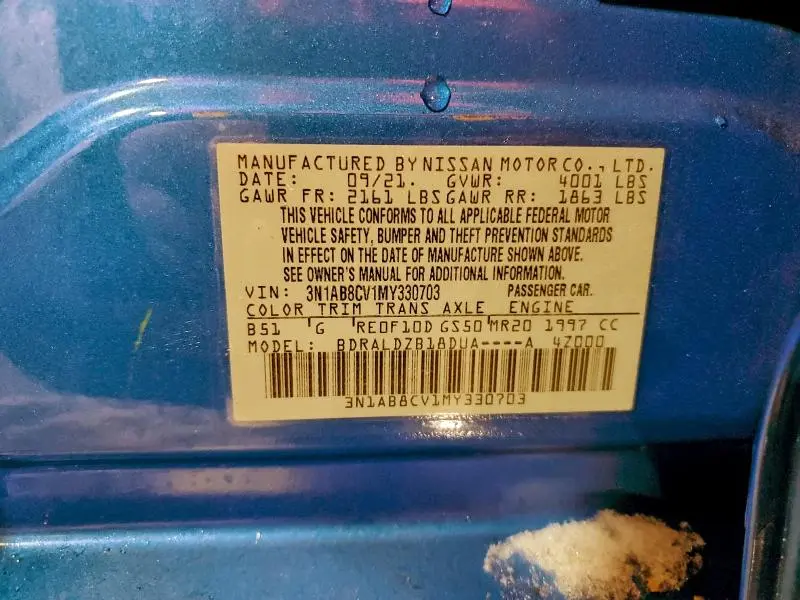 MANUFACTURED BY NISSAN MOTOR CO., LTD.
DATE: 09/21. GVWR: 4001 LBS
GAWR FR: 2161 LBS GAWR RR: 1863 LBS
THIS VEHICLE CONFORMS TO ALL APPLICABLE FEDERAL MOTOR
VEHICLE SAFETY, BUMPER AND THEFT PREVENTION STANDARDS
IN EFFECT ON THE DATE OF MANUFACTURE SHOWN ABOVE.
SEE OWNER'S MANUAL FOR ADDITIONAL INFORMATION.
VIN: 3N1AB8CV1MY330703 PASSENGER CAR.
COLOR TRIM TRANS AXLE ENGINE
B51 G RE0F10D GS50 MR20 1997 CC
MODEL: BDRALDZB18DUA----A 4Z000
3N1AB8CV1MY330703